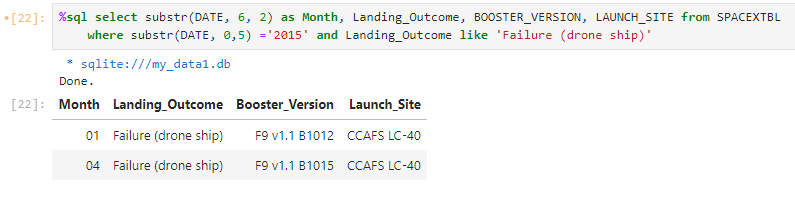 [22]: %sql select substr(DATE, 6, 2) as Month, Landing_Outcome, BOOSTER_VERSION, LAUNCH_SITE from SPACEXTBL
where substr(DATE, 0,5) ='2015' and Landing_Outcome like 'Failure (drone ship)'
* sqlite:///my_data1.db
Done.
[22]: Month Landing_Outcome Booster_Version Launch_Site
01 Failure (drone ship) F9 v1.1 B1012 CCAFS LC-40
04 Failure (drone ship) F9 v1.1 B1015 CCAFS LC-40